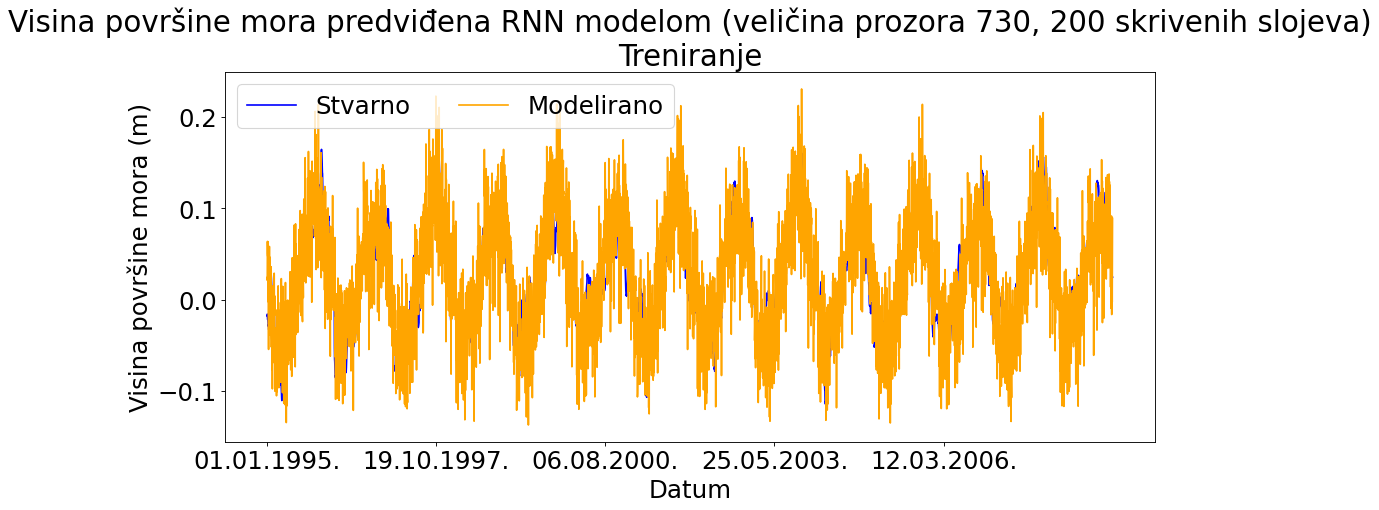 Visina površine mora predviđena RNN modelom (veličina prozora 730, 200 skrivenih slojeva)
Treniranje
Stvarno
Modelirano
Visina površine mora (m)
0.2
0.1
0.0
−0.1
01.01.1995.
19.10.1997.
06.08.2000.
25.05.2003.
12.03.2006.
Datum